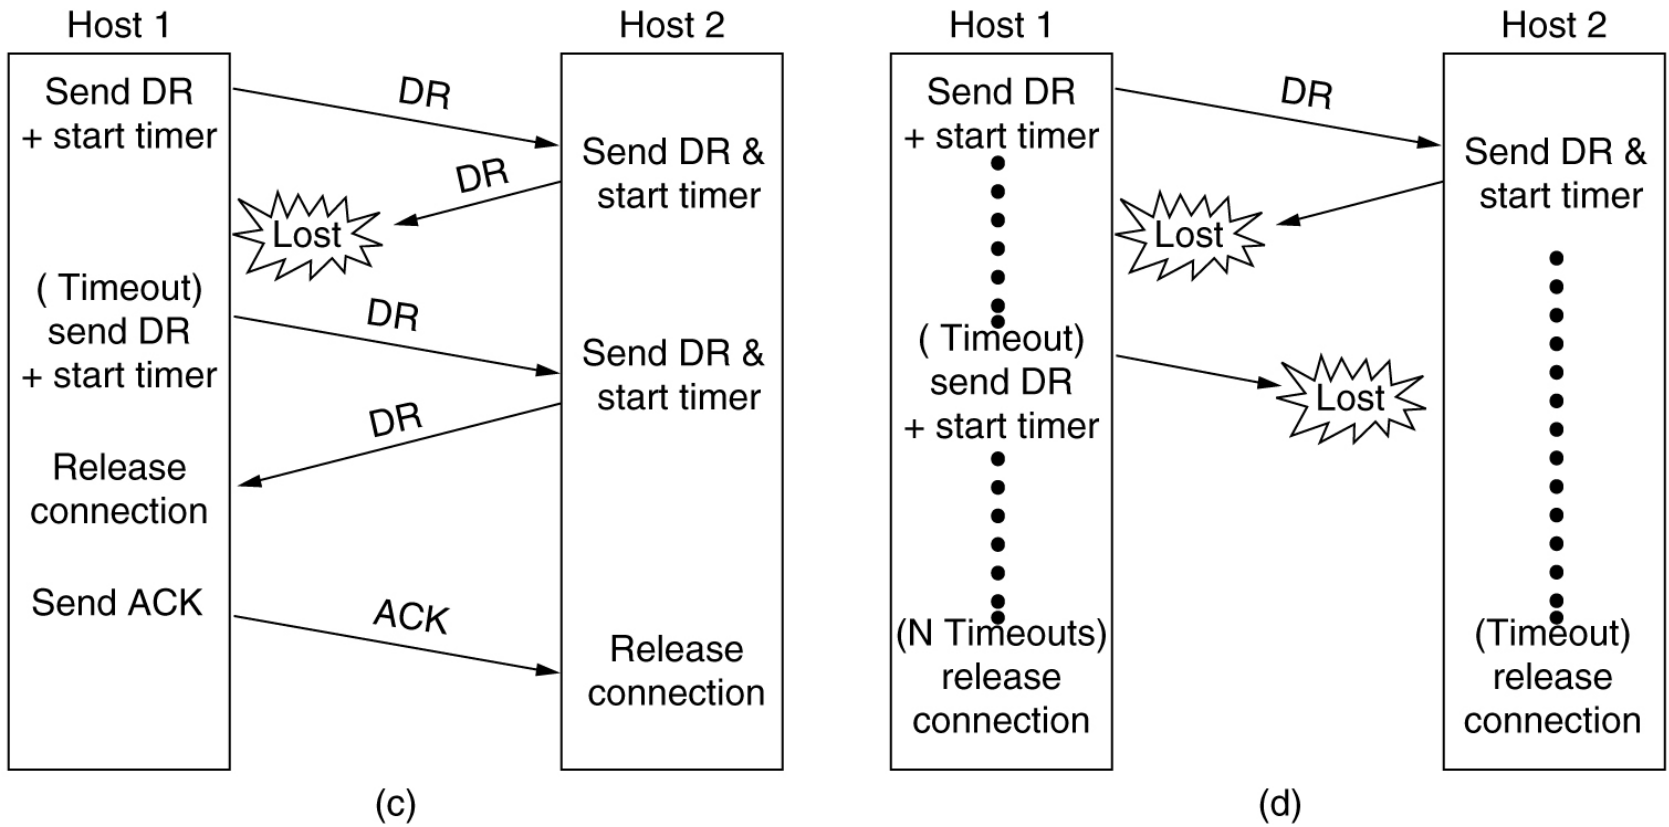 Host 1
Host 2
Send DR
+ start timer
DR
Send DR &
start timer
DR
Lost
( Timeout)
send DR
+ start timer
DR
Send DR &
start timer
DR
Release
connection
Send ACK
ACK
Release
connection
(c)
Host 1
Host 2
Send DR
+ start timer
DR
Send DR &
start timer
Lost
( Timeout)
send DR
+ start timer
Lost
(N Timeouts)
release
connection
(Timeout)
release
connection
(d)